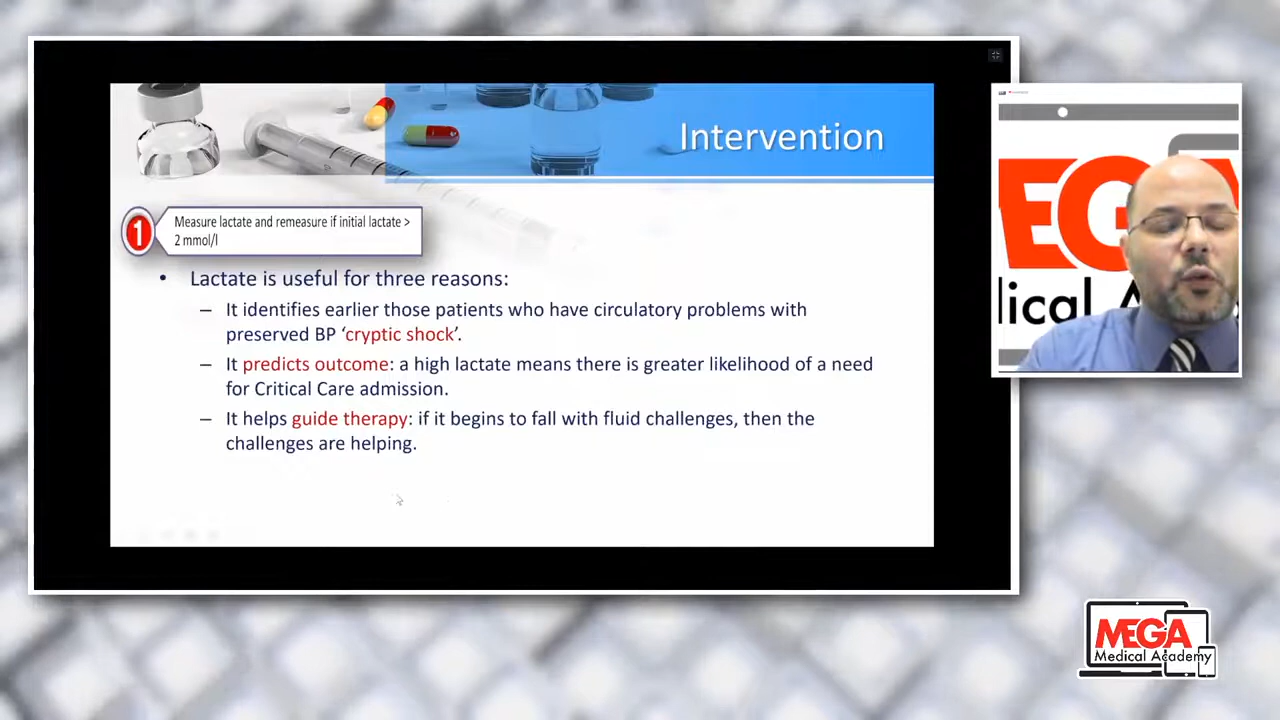 Intervention
1
Measure lactate and remeasure if initial lactate >
2 mmol/l
• Lactate is useful for three reasons:
– It identifies earlier those patients who have circulatory problems with
preserved BP ‘cryptic shock’.
– It predicts outcome: a high lactate means there is greater likelihood of a need
for Critical Care admission.
– It helps guide therapy: if it begins to fall with fluid challenges, then the
challenges are helping.
EGA
ical A
MEGA
Medical Academy